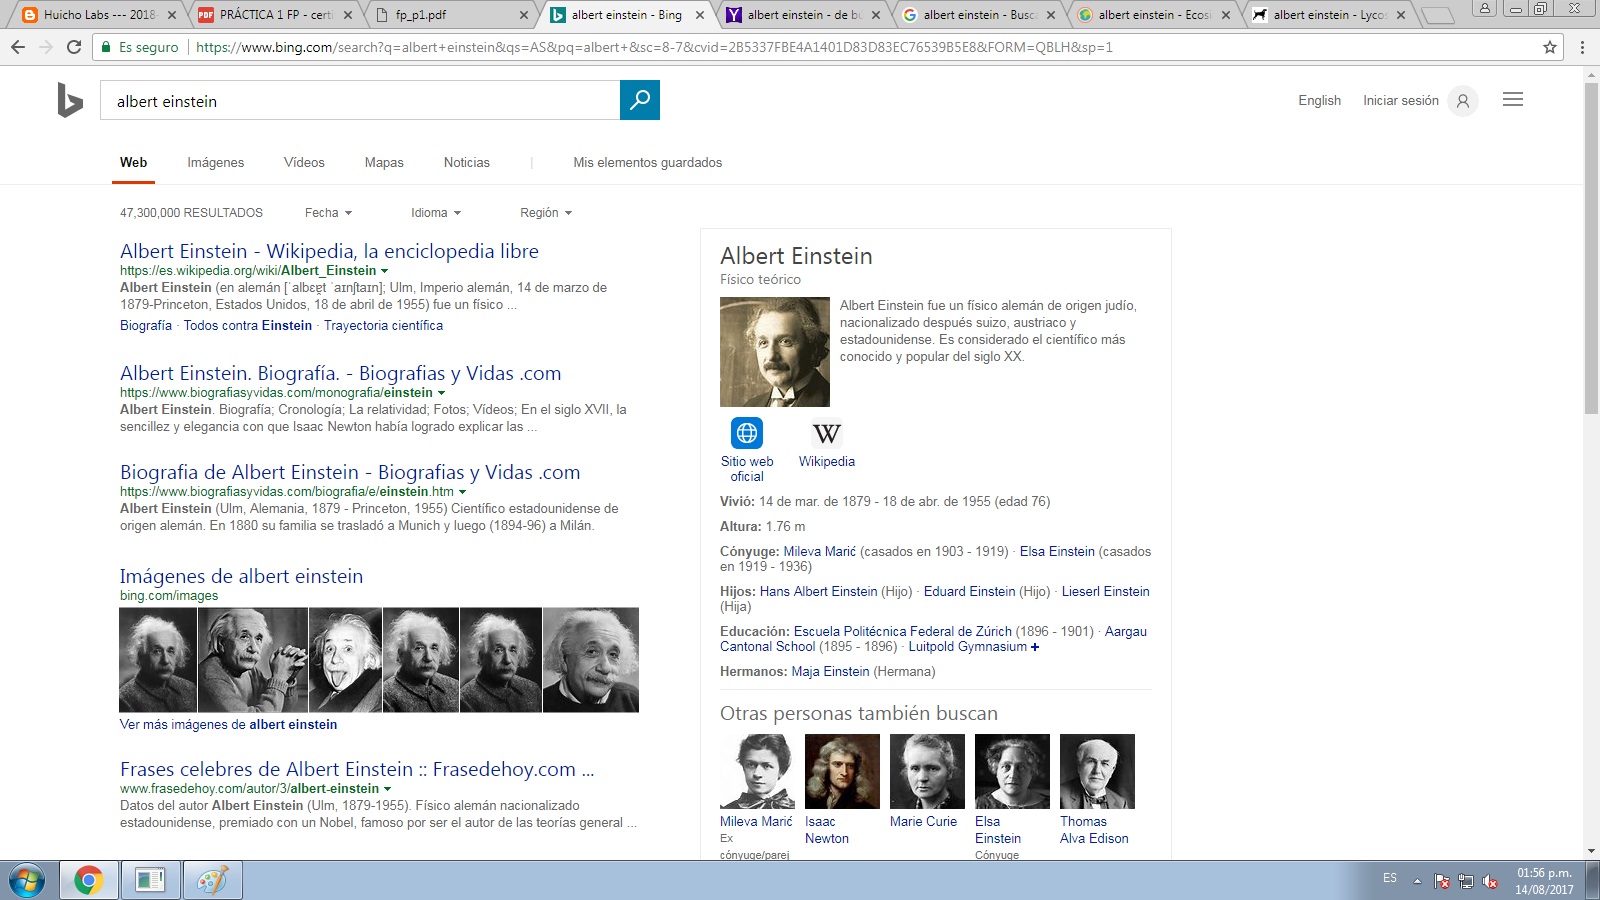 Huicho Labs --- 2018-
PRÁCTICA 1 FP - certi
fp_p1.pdf
albert einstein - Bing
albert einstein - de bú
albert einstein - Busca
albert einstein - Ecosi
albert einstein - Lycos
Es seguro
https://www.bing.com/search?q=albert+einstein&qs=AS&pq=albert+&sc=8-7&cvid=2B5337FBE4A1401D83D83EC76539B5E8&FORM=QBLH&sp=1
albert einstein
English
Iniciar sesión
Web
Imágenes
Vídeos
Mapas
Noticias
Mis elementos guardados
47,300,000 RESULTADOS
Fecha
Idioma
Región
Albert Einstein - Wikipedia, la enciclopedia libre
https://es.wikipedia.org/wiki/Albert_Einstein
Albert Einstein (en alemán [ˈalbɛɐ̯t ˈaɪnʃtaɪn]; Ulm, Imperio alemán, 14 de marzo de
1879-Princeton, Estados Unidos, 18 de abril de 1955) fue un físico ...
Biografía · Todos contra Einstein · Trayectoria científica
Albert Einstein. Biografía. - Biografias y Vidas .com
https://www.biografiasyvidas.com/monografia/einstein
Albert Einstein. Biografía; Cronología; La relatividad; Fotos; Vídeos; En el siglo XVII, la
sencillez y elegancia con que Isaac Newton había logrado explicar las ...
Biografia de Albert Einstein - Biografias y Vidas .com
https://www.biografiasyvidas.com/biografia/e/einstein.htm
Albert Einstein (Ulm, Alemania, 1879 - Princeton, 1955) Científico estadounidense de
origen alemán. En 1880 su familia se trasladó a Munich y luego (1894-96) a Milán.
Imágenes de albert einstein
bing.com/images
Ver más imágenes de albert einstein
Frases celebres de Albert Einstein :: Frasedehoy.com ...
www.frasedehoy.com/autor/3/albert-einstein
Datos del autor Albert Einstein (Ulm, 1879-1955). Físico alemán nacionalizado
estadounidense, premiado con un Nobel, famoso por ser el autor de las teorías general ...
Albert Einstein
Físico teórico
Albert Einstein fue un físico alemán de origen judío,
nacionalizado después suizo, austriaco y
estadounidense. Es considerado el científico más
conocido y popular del siglo XX.
Sitio web
oficial
W
Wikipedia
Vivió: 14 de mar. de 1879 - 18 de abr. de 1955 (edad 76)
Altura: 1.76 m
Cónyuge: Mileva Marić (casados en 1903 - 1919) · Elsa Einstein (casados
en 1919 - 1936)
Hijos: Hans Albert Einstein (Hijo) · Eduard Einstein (Hijo) · Lieserl Einstein
(Hija)
Educación: Escuela Politécnica Federal de Zúrich (1896 - 1901) · Aargau
Cantonal School (1895 - 1896) · Luitpold Gymnasium +
Hermanos: Maja Einstein (Hermana)
Otras personas también buscan
Mileva Marić
Ex
cónyuge/parej
Isaac
Newton
Marie Curie
Elsa
Einstein
Cónyuge
Thomas
Alva Edison
ES
01:56 p.m.
14/08/2017